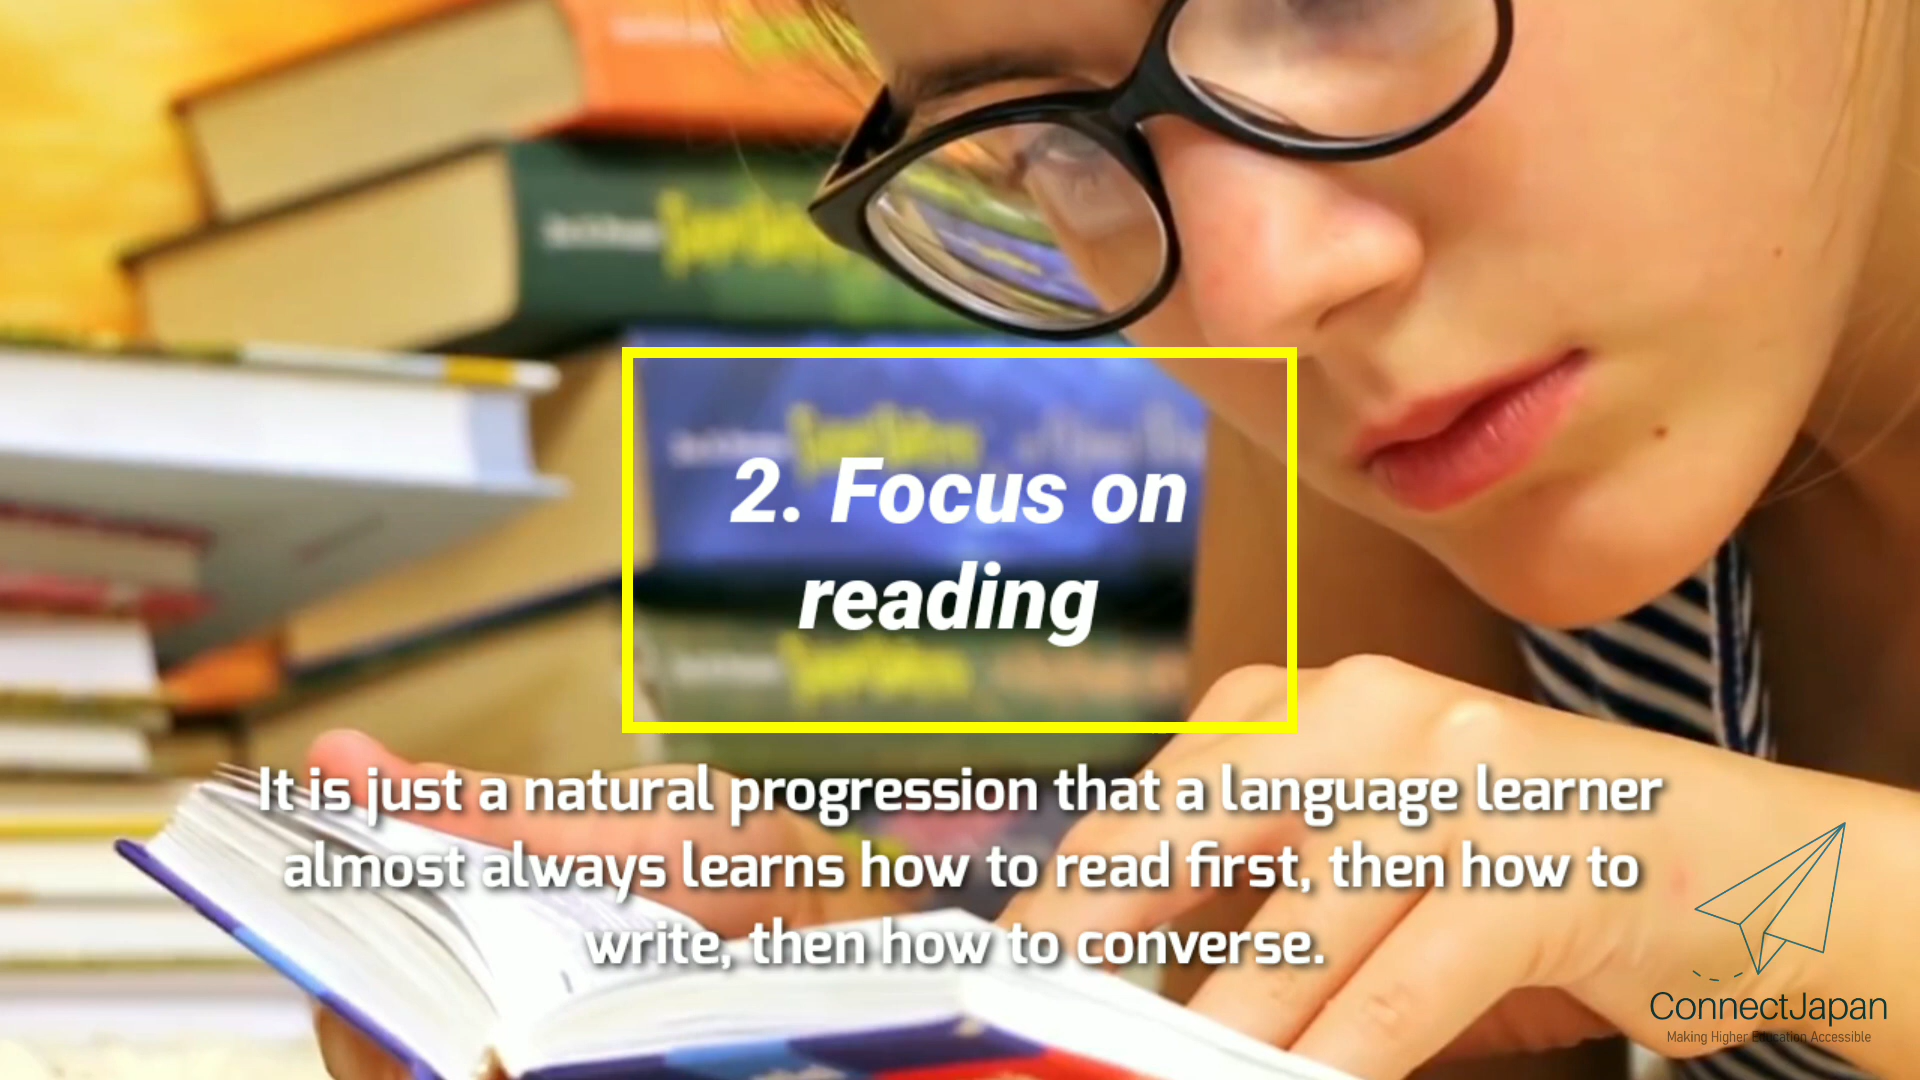 2. Focus on
reading
It is just a natural progression that a language learner
almost always learns how to read first, then how to
write, then how to converse.
ConnectJapan
Making Higher Education Accessible